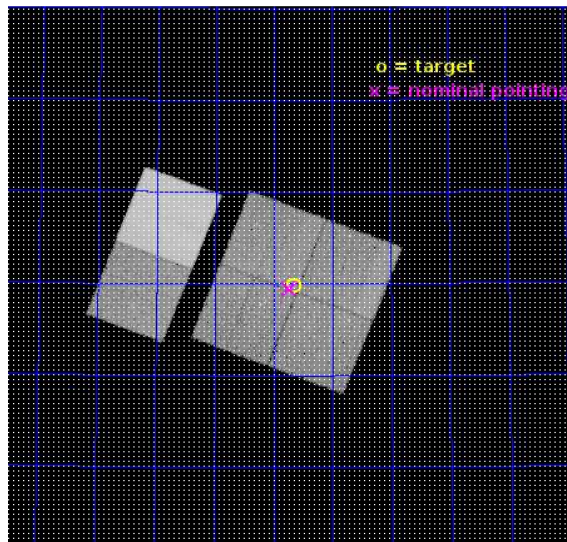 o = target
x = nominal pointing